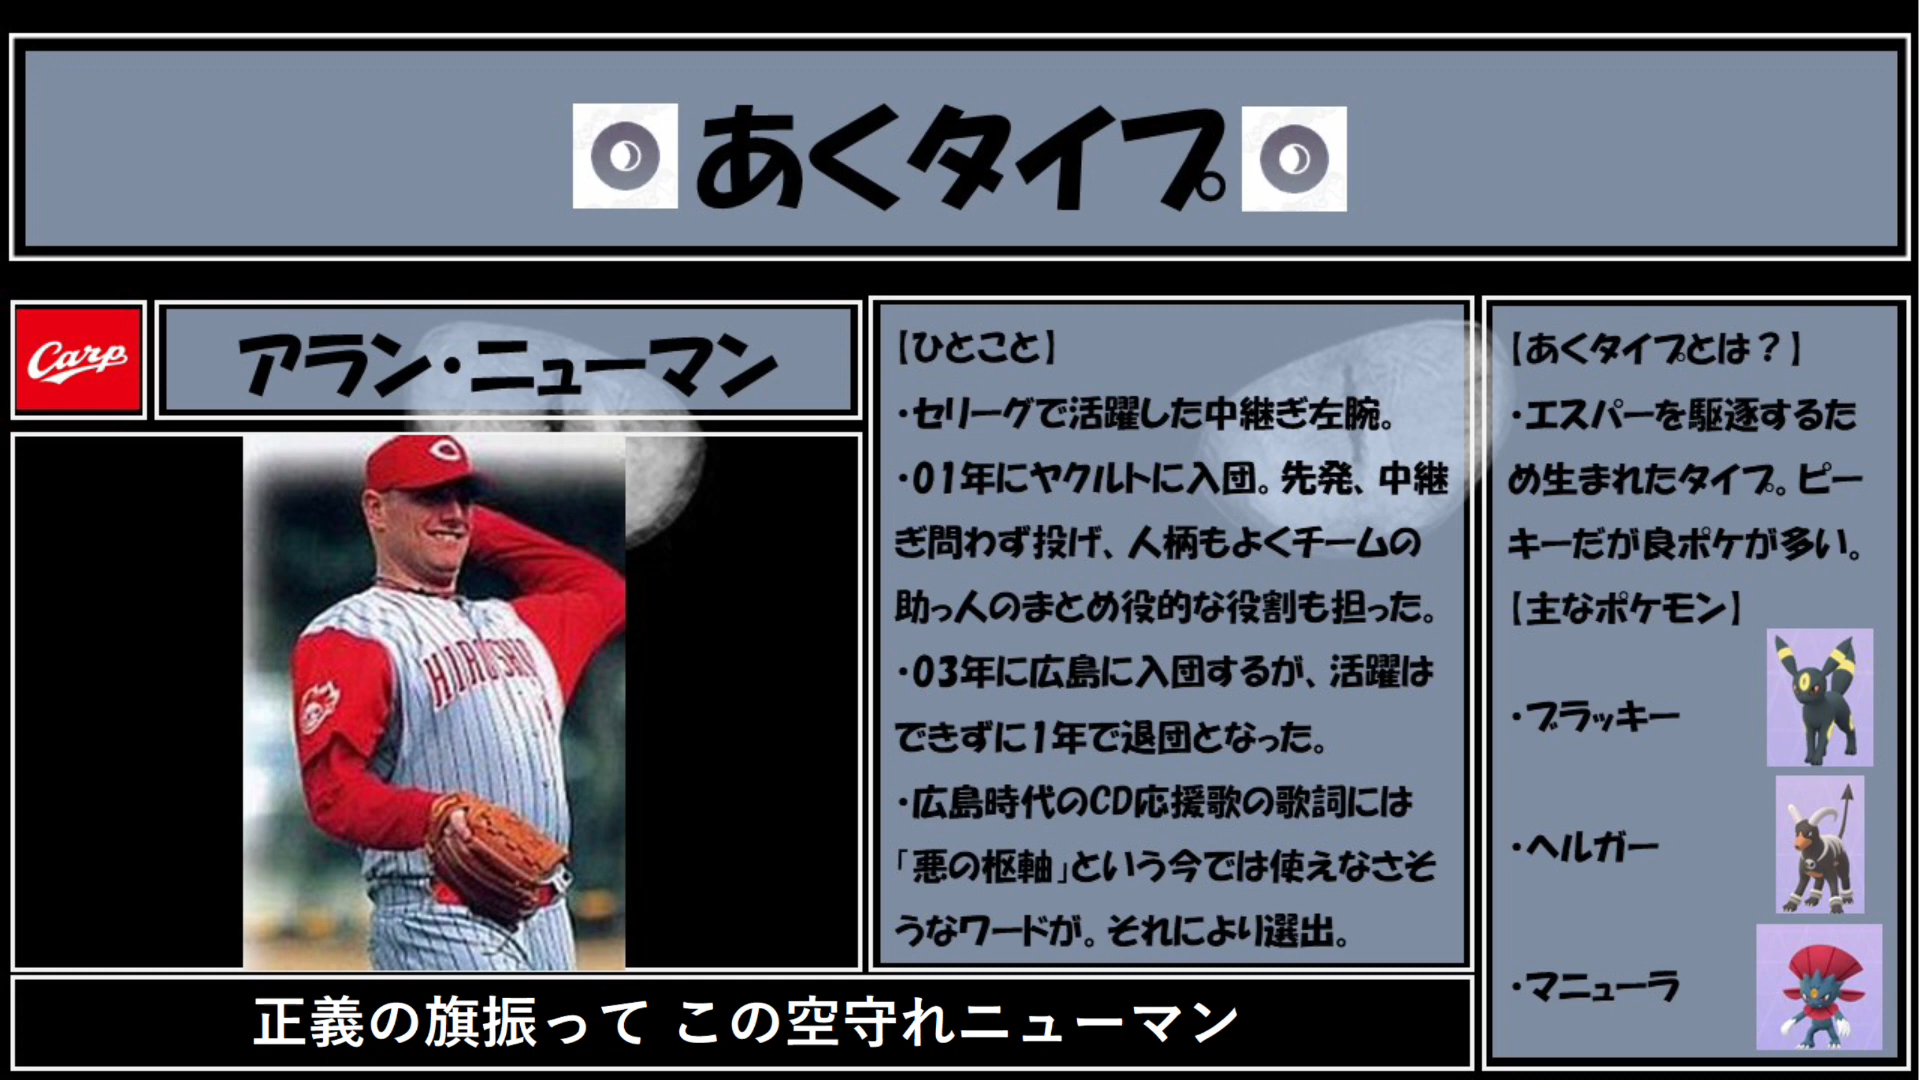 あくタイプ
Carp
アラン・ニューマン
HIROSHIMA
【ひとこと】
・セリーグで活躍した中継ぎ左腕。
・01年にヤクルトに入団。先発、中継
ぎ問わず投げ、人柄もよくチームの
助っ人のまとめ役的な役割も担った。
・03年に広島に入団するが、活躍は
できずに1年で退団となった。
・広島時代のCD応援歌の歌詞には
「悪の枢軸」という今では使えなさそ
うなワードが。それにより選出。
【あくタイプとは？】
・エスパーを駆逐するた
め生まれたタイプ。ピー
キーだが良ポケが多い。
【主なポケモン】
・ブラッキー
・ヘルガー
・マニューラ
正義の旗振って この空守れニューマン